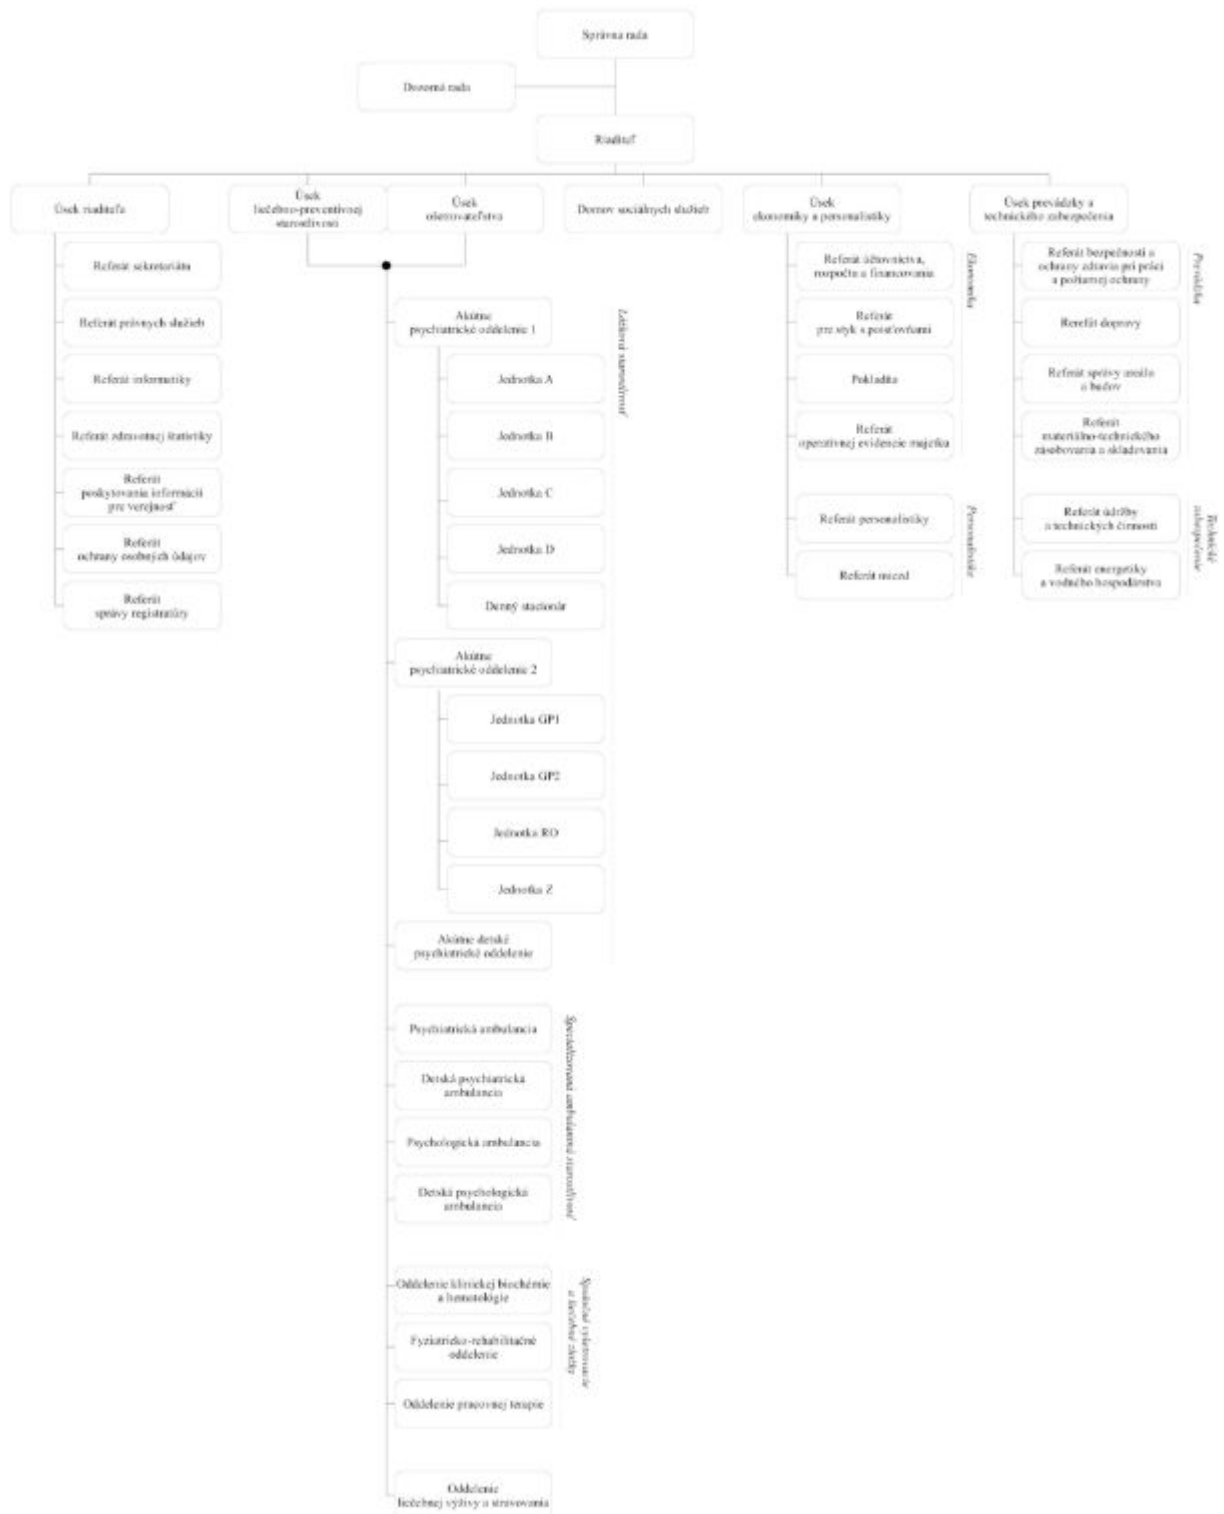 Správna rada
Dozorná rada
Riaditeľ
Úsek riaditeľa
Úsek
liečebno-preventívnej
starostlivosti
Úsek
ošetrovateľstva
Domov sociálnych služieb
Úsek
ekonomiky a personalistiky
Úsek prevádzky a
technického zabezpečenia
Referát sekretariátu
Referát právnych služieb
Referát informatiky
Referát zdravotnej štatistiky
Referát
poskytovania informácií
pre verejnosť
Referát
ochrany osobných údajov
Referát
správy registratúry
Akútne
psychiatrické oddelenie 1
Jednotka A
Jednotka B
Jednotka C
Jednotka D
Denný stacionár
Akútne
psychiatrické oddelenie 2
Jednotka GP1
Jednotka GP2
Jednotka RO
Jednotka Z
Akútne detské
psychiatrické oddelenie
Lôžková starostlivosť
Psychiatrická ambulancia
Detská psychiatrická
ambulancia
Psychologická ambulancia
Detská psychologická
ambulancia
Špecializovaná ambulantná starostlivosť
Oddelenie klinickej biochémie
a hematológie
Fyziatricko-rehabilitačné
oddelenie
Oddelenie pracovnej terapie
Spoločné vyšetrovacie
a liečebné zložky
Oddelenie
liečebnej výživy a stravovania
Referát účtovníctva,
rozpočtu a financovania
Referát
pre styk s poisťovňami
Pokladňa
Referát
operatívnej evidencie majetku
Ekonomika
Referát personalistiky
Referát miezd
Personalistika
Referát bezpečnosti a
ochrany zdravia pri práci
a požiarnej ochrany
Rerefát dopravy
Referát správy areálu
a budov
Referát
materiálno-technického
zásobovania a skladovania
Prevádzka
Referát údržby
a technických činností
Referát energetiky
a vodného hospodárstva
Technické
zabezpečenie